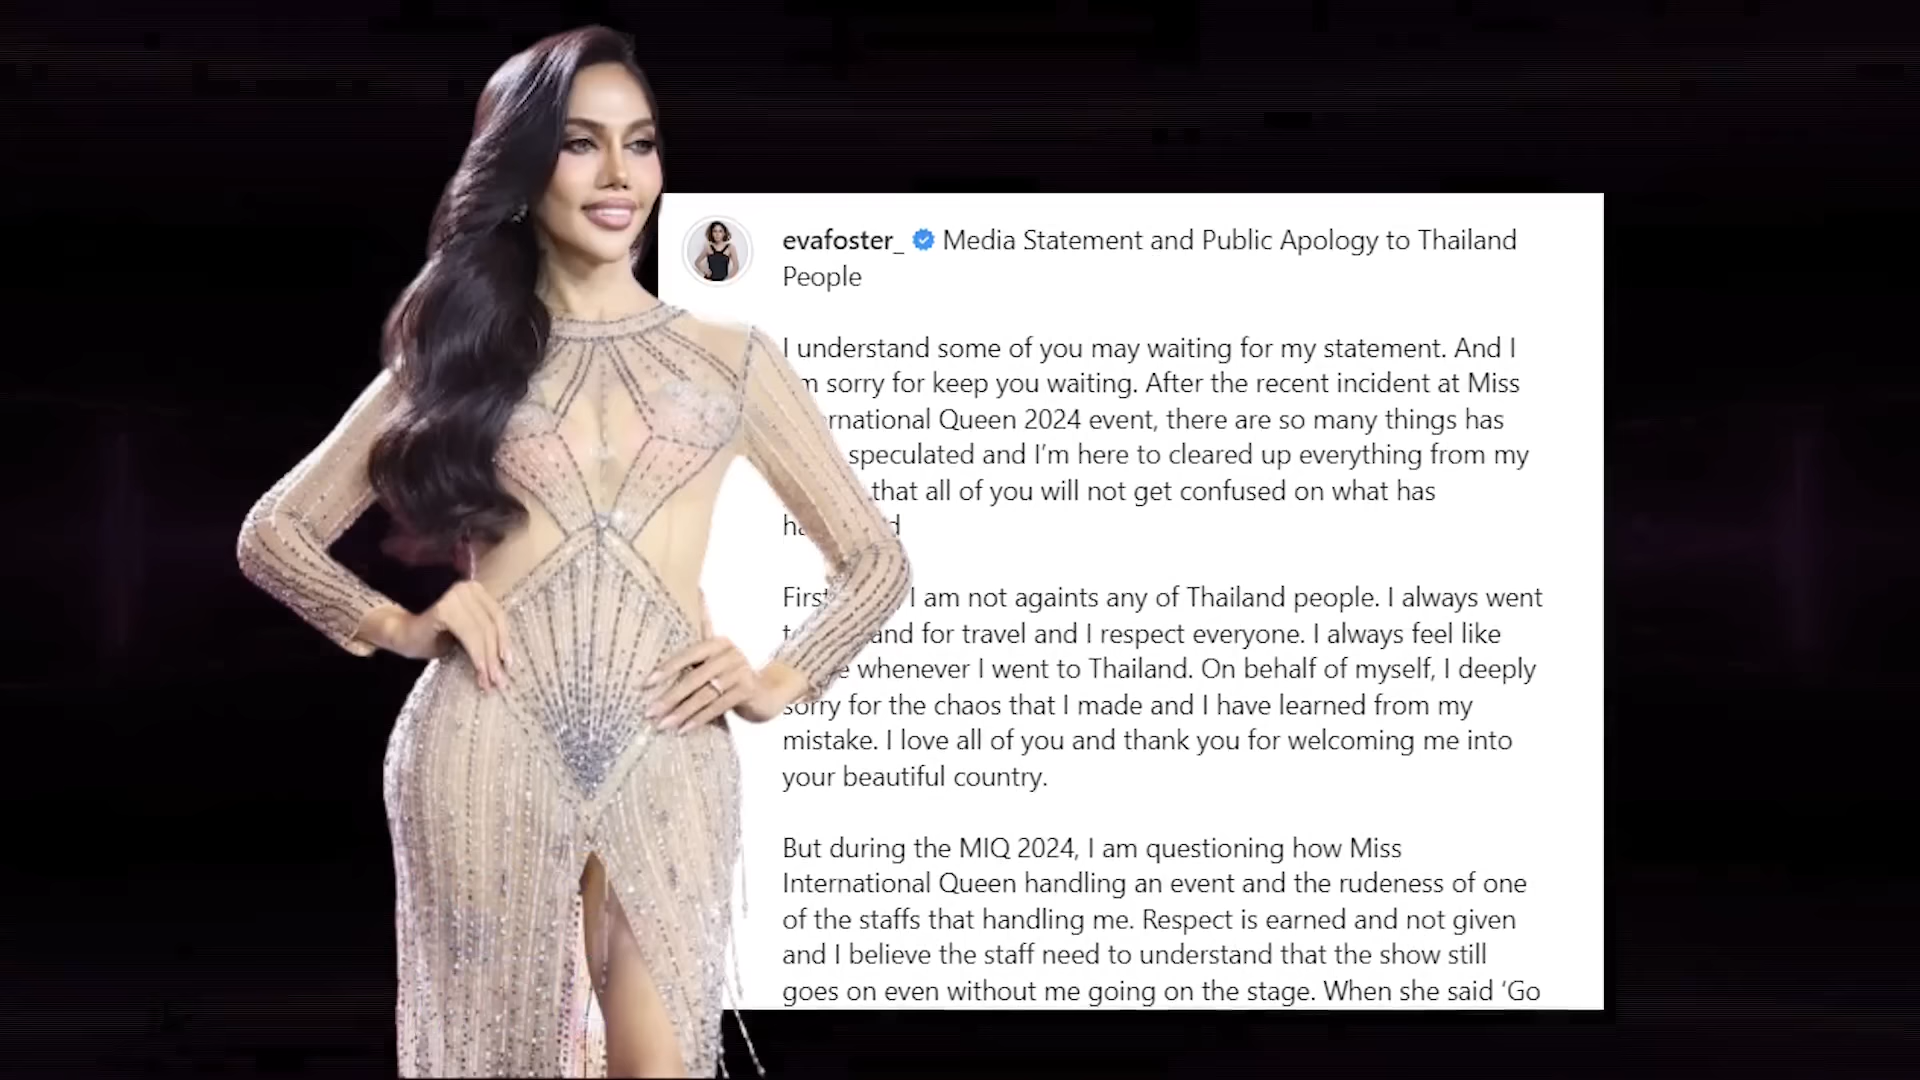 evafoster_ Media Statement and Public Apology to Thailand
People
I understand some of you may waiting for my statement. And I
sorry for keep you waiting. After the recent incident at Miss
Queen 2024 event, there are so many things has
speculated and I'm here to cleared up everything from my
that all of you will not get confused on what has
I am not againts any of Thailand people. I always went
for travel and I respect everyone. I always feel like
whenever I went to Thailand. On behalf of myself, I deeply
sorry for the chaos that I made and I have learned from my
mistake. I love all of you and thank you for welcoming me into
your beautiful country.
But during the MIQ 2024, I am questioning how Miss
International Queen handling an event and the rudeness of one
of the staffs that handling me. Respect is earned and not given
and I believe the staff need to understand that the show still
goes on even without me going on the stage. When she said ‘Go